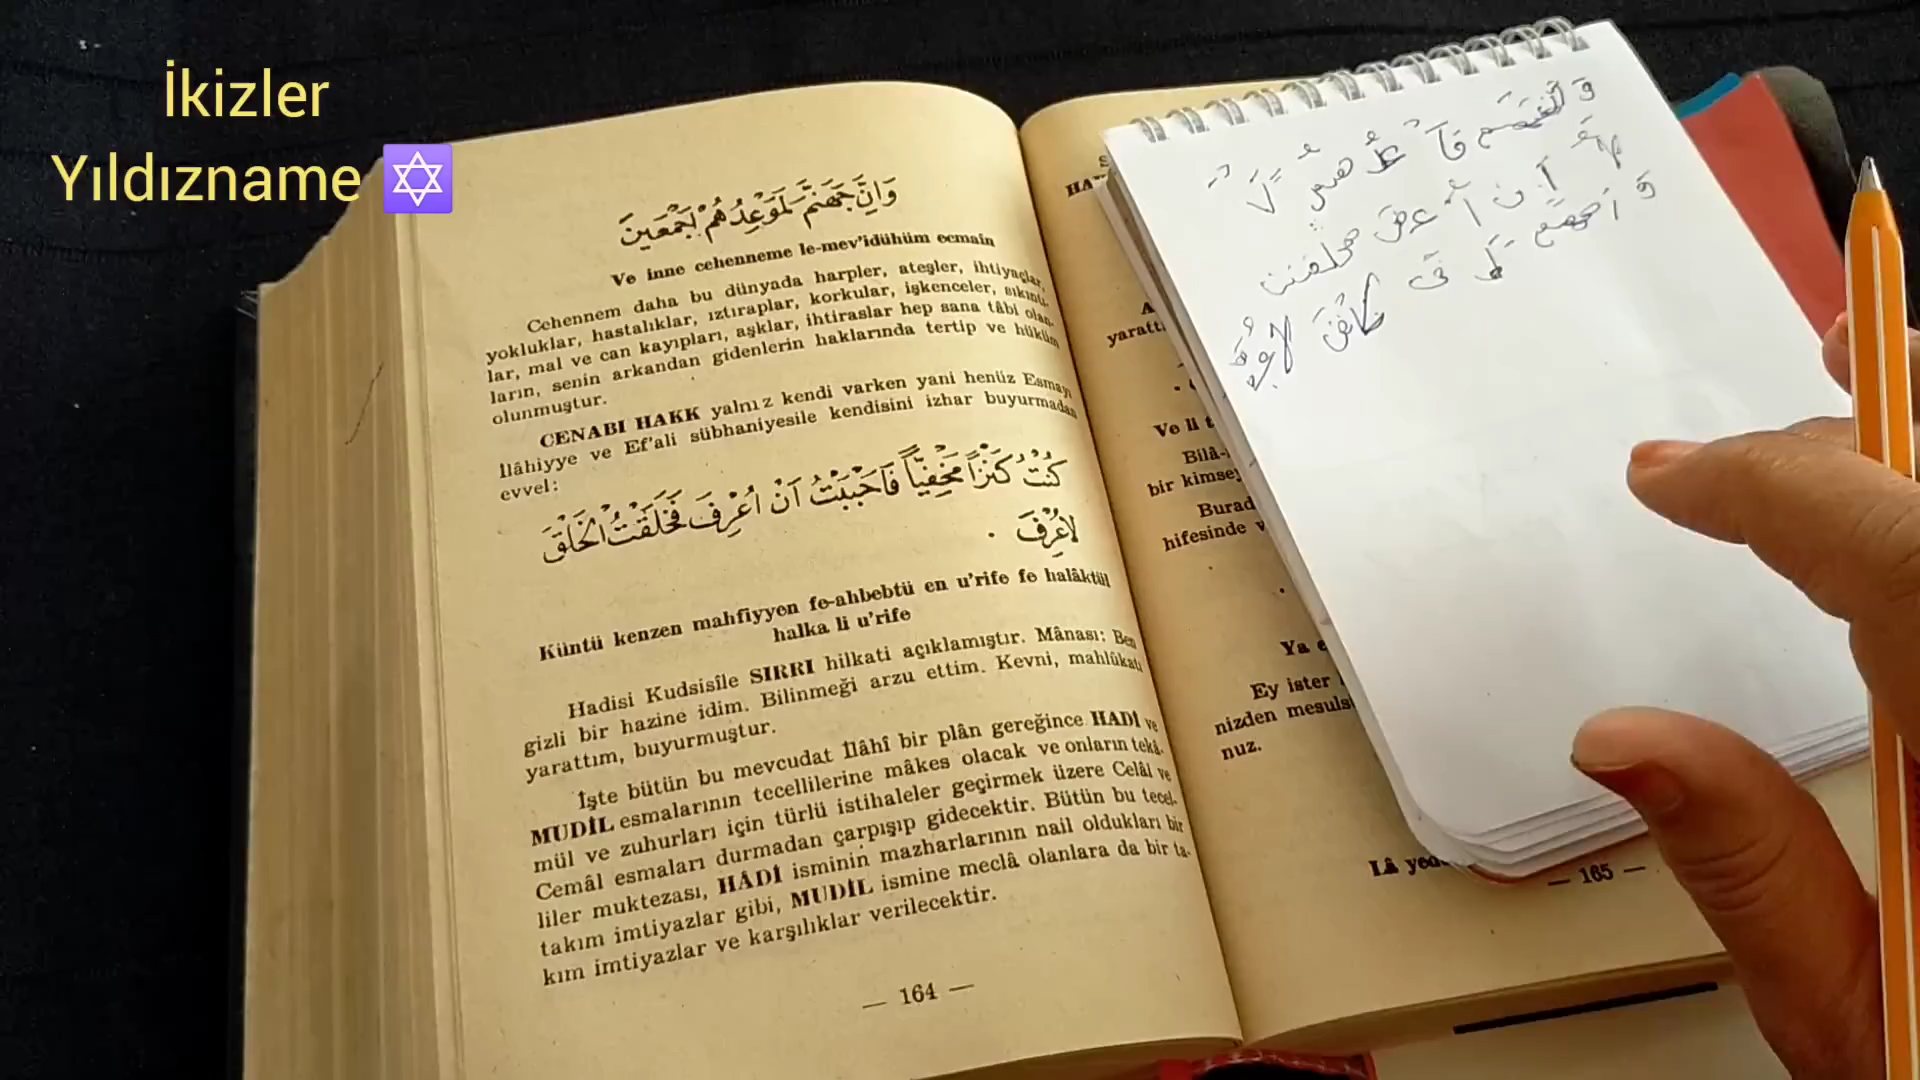 İkizler
Yıldızname ✡
وَاِنَّ جَهَنَّمَ لَمَوْعِدُهُمْ اَجْمَعِينَ
Ve inne cehenneme le-mev'idühüm ecmain
Cehennem daha bu dünyada harpler, ateşler, ihtiyaçlar,
yokluklar, hastalıklar, ıztıraplar, korkular, işkenceler, sıkıntı-
lar, mal ve can kayıpları, aşklar, ihtiraslar hep sana tâbi olan-
ların, senin arkandan gidenlerin haklarında tertip ve hüküm
olunmuştur.
CENABI HAKK yalnız kendi varken yani henüz Esmayı
İlâhiyye ve Ef'ali sübhaniyesile kendisini izhar buyurmadan
evvel:
كُنْتُ كَنْزًا مَخْفِيًّا فَاَحْبَبْتُ اَنْ اُعْرِفَ فَخَلَقْتُ الْخَلْقَ
لِاُعْرِفَ .
Küntü kenzen mahfiyyen fe-ahbebtü en u'rife fe halâktül
halka li u'rife
Hadisi Kudsisîle SIRRI hilkati açıklamıştır. Mânası: Ben
gizli bir hazine idim. Bilinmeği arzu ettim. Kevni, mahlûkatı
yarattım, buyurmuştur.
İşte bütün bu mevcudat İlâhî bir plân gereğince HADİ ve
MUDİL esmalarının tecellilerine mâkes olacak ve onların tekâ-
mül ve zuhurları için türlü istihaleler geçirmek üzere Celâl ve
Cemâl esmaları durmadan çarpışıp gidecektir. Bütün bu tecel-
liler muktezası, HÂDİ isminin mazharlarının nail oldukları bir
takım imtiyazlar gibi, MUDİL ismine meclâ olanlara da bir ta-
kım imtiyazlar ve karşılıklar verilecektir.
— 164 —
yarattı
Ve li
Bilâ-
bir kimse
Burad
hifesinde
Ya
Ey ister
nizden mesuls
nuz.
Lâ
— 165 —